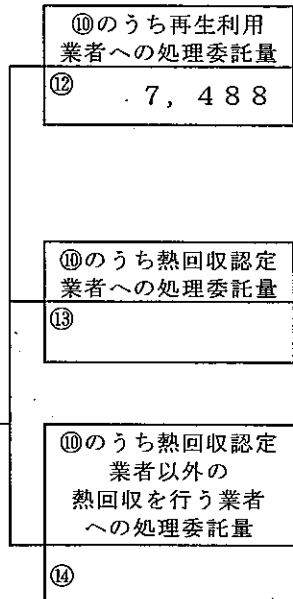 ⑩のうち再生利用
業者への処理委託量
⑫ 7,488
⑩のうち熱回収認定
業者への処理委託量
⑬
⑩のうち熱回収認定
業者以外の
熱回収を行う業者
への処理委託量
⑭